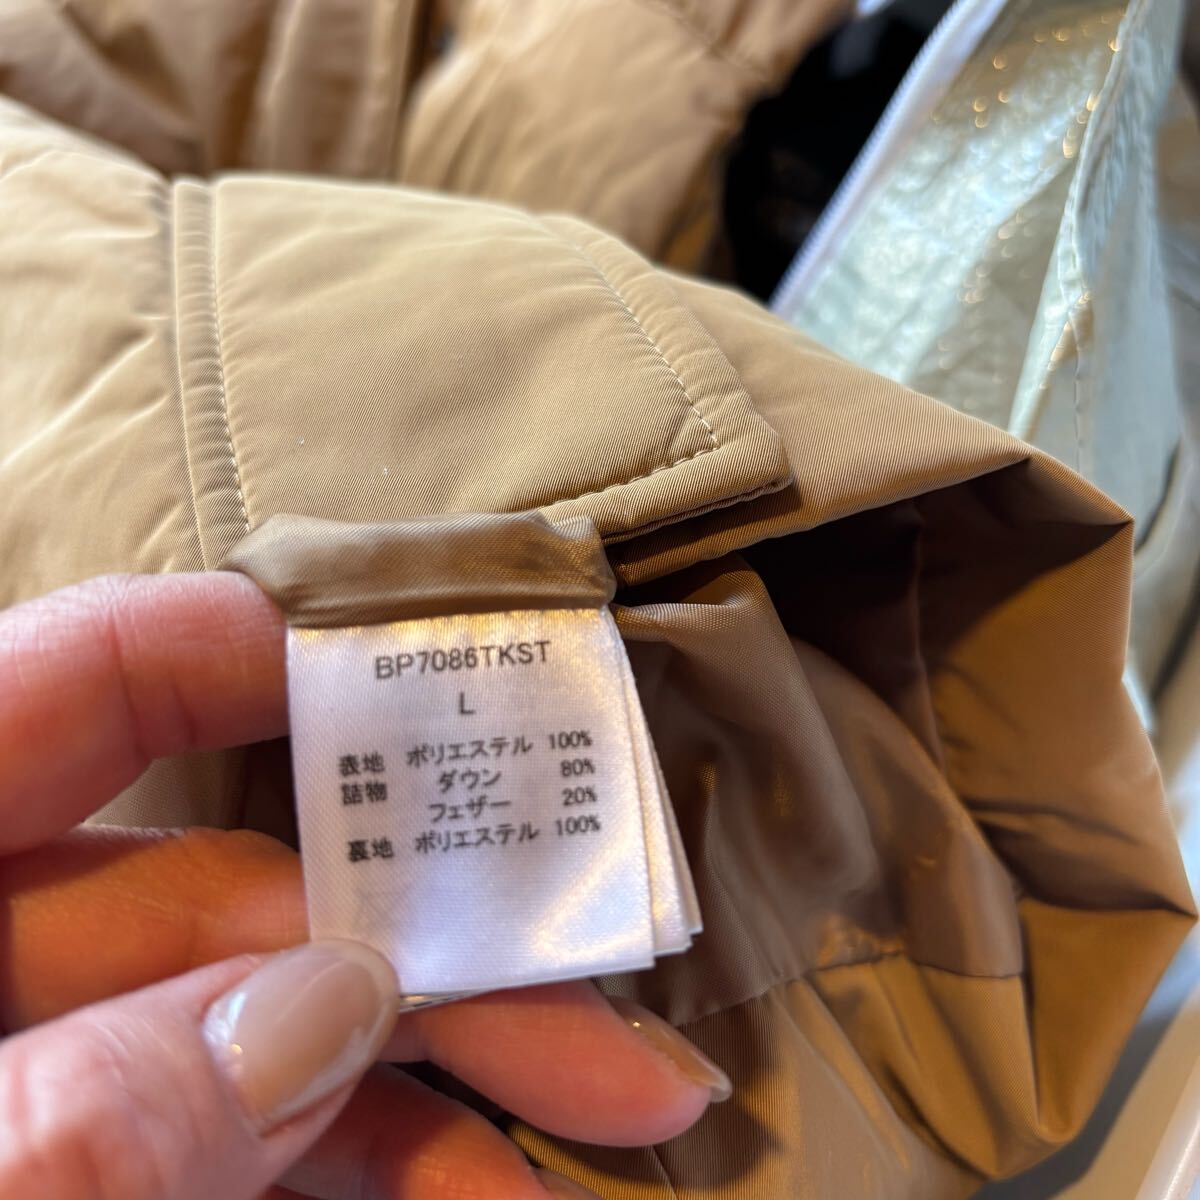 BP7086TKST
L
表地 ポリエステル 100%
詰物 ダウン 80%
フェザー 20%
裏地 ポリエステル 100%